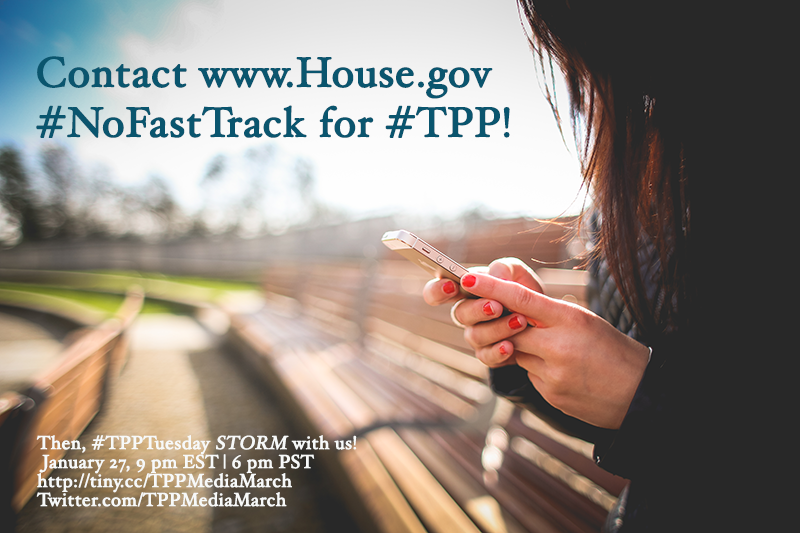 Contact www.House.gov
#NoFastTrack for #TPP!
Then, #TPPTuesday STORM with us!
January 27, 9 pm EST | 6 pm PST
http://tiny.cc/TPPMediaMarch
Twitter.com/TPPMediaMarch